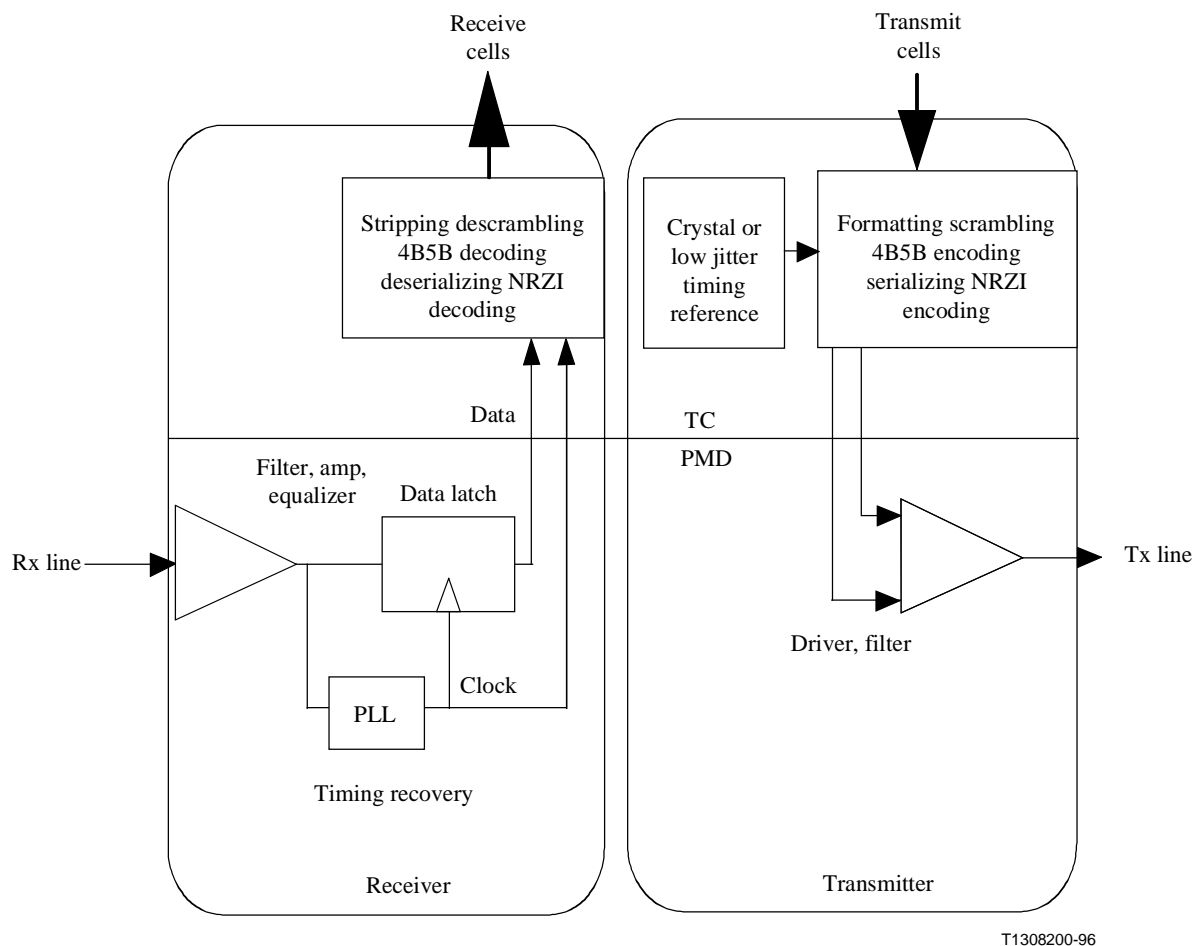 Receive
cells
Transmit
cells
Stripping descrambling
4B5B decoding
deserializing NRZI
decoding
Crystal or
low jitter
timing
reference
Formatting scrambling
4B5B encoding
serializing NRZI
encoding
Data
TC
PMD
Filter, amp,
equalizer
Data latch
Rx line
Tx line
Driver, filter
Clock
PLL
Timing recovery
Receiver
Transmitter
T1308200-96